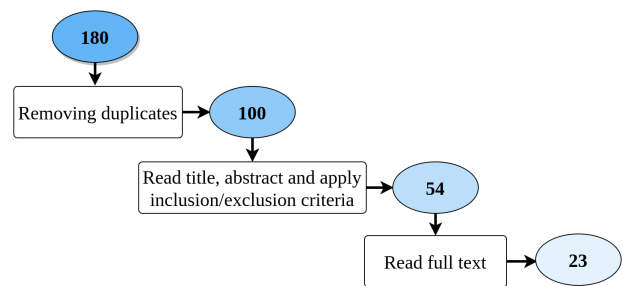 180
Removing duplicates
100
Read title, abstract and apply
inclusion/exclusion criteria
54
Read full text
23